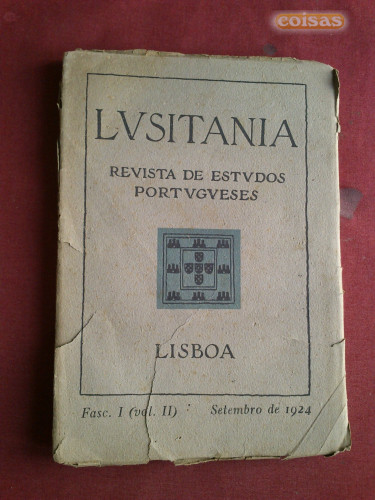 coisas
LVSITANIA
REVISTA DE ESTVDOS
PORTVGVESES
LISBOA
Fasc. I (vol. II) Setembro de 1924